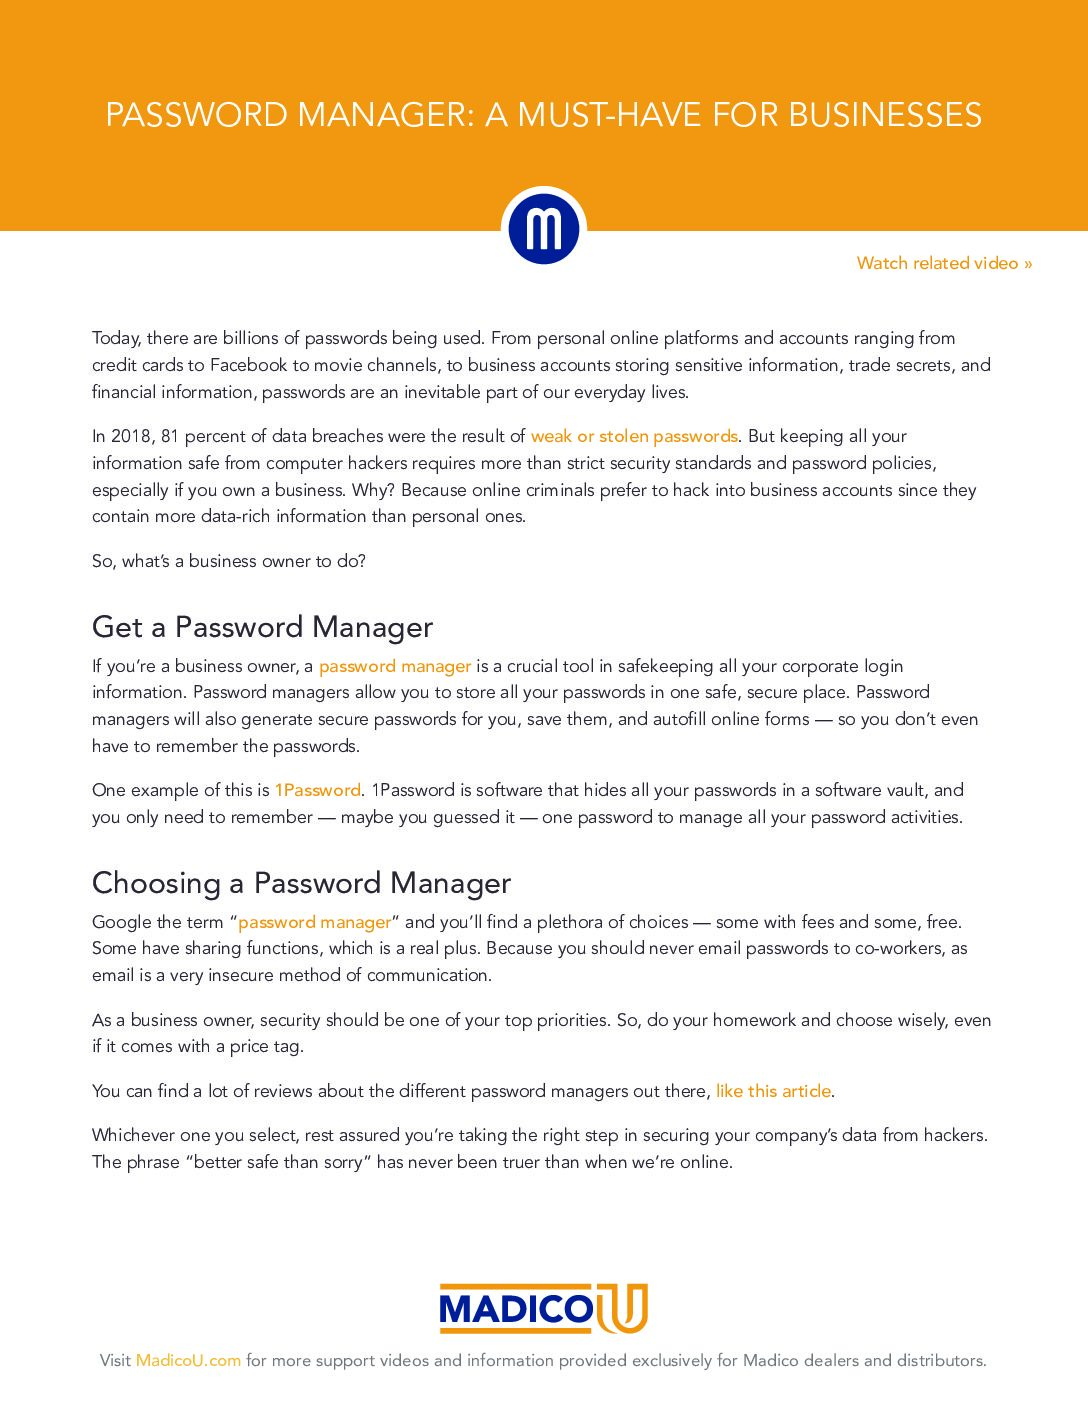 PASSWORD MANAGER: A MUST-HAVE FOR BUSINESSES
m
Watch related video »
Today, there are billions of passwords being used. From personal online platforms and accounts ranging from
credit cards to Facebook to movie channels, to business accounts storing sensitive information, trade secrets, and
financial information, passwords are an inevitable part of our everyday lives.
In 2018, 81 percent of data breaches were the result of weak or stolen passwords. But keeping all your
information safe from computer hackers requires more than strict security standards and password policies,
especially if you own a business. Why? Because online criminals prefer to hack into business accounts since they
contain more data-rich information than personal ones.
So, what’s a business owner to do?
Get a Password Manager
If you’re a business owner, a password manager is a crucial tool in safekeeping all your corporate login
information. Password managers allow you to store all your passwords in one safe, secure place. Password
managers will also generate secure passwords for you, save them, and autofill online forms — so you don’t even
have to remember the passwords.
One example of this is 1Password. 1Password is software that hides all your passwords in a software vault, and
you only need to remember — maybe you guessed it — one password to manage all your password activities.
Choosing a Password Manager
Google the term “password manager” and you’ll find a plethora of choices — some with fees and some, free.
Some have sharing functions, which is a real plus. Because you should never email passwords to co-workers, as
email is a very insecure method of communication.
As a business owner, security should be one of your top priorities. So, do your homework and choose wisely, even
if it comes with a price tag.
You can find a lot of reviews about the different password managers out there, like this article.
Whichever one you select, rest assured you’re taking the right step in securing your company’s data from hackers.
The phrase “better safe than sorry” has never been truer than when we’re online.
MADICO U
Visit MadicoU.com for more support videos and information provided exclusively for Madico dealers and distributors.